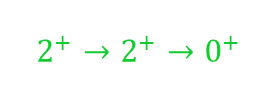 2⁺ → 2⁺ → 0⁺